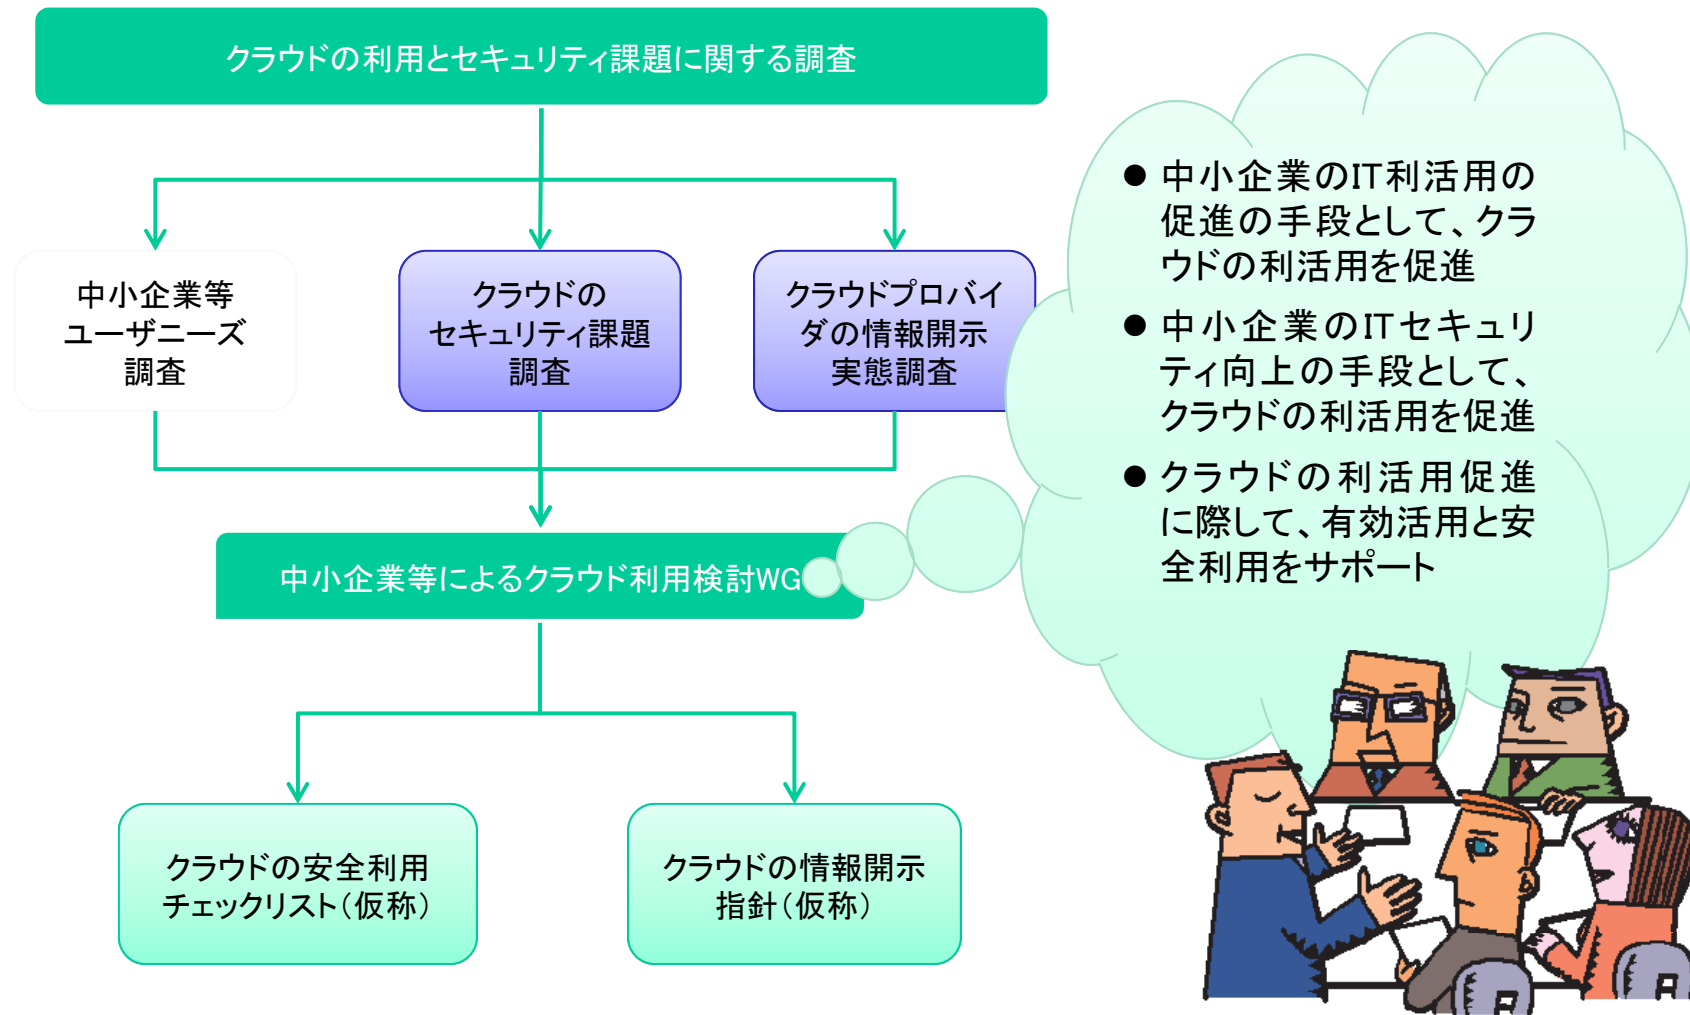 クラウドの利用とセキュリティ課題に関する調査
中小企業等
ユーザニーズ
調査
クラウドの
セキュリティ課題
調査
クラウドプロバイ
ダの情報開示
実態調査
中小企業等によるクラウド利用検討WG
クラウドの安全利用
チェックリスト（仮称）
クラウドの情報開示
指針（仮称）
● 中小企業のIT利活用の
促進の手段として、クラ
ウドの利活用を促進
● 中小企業のITセキュリ
ティ向上の手段として、
クラウドの利活用を促進
● クラウドの利活用促進
に際して、有効活用と安
全利用をサポート